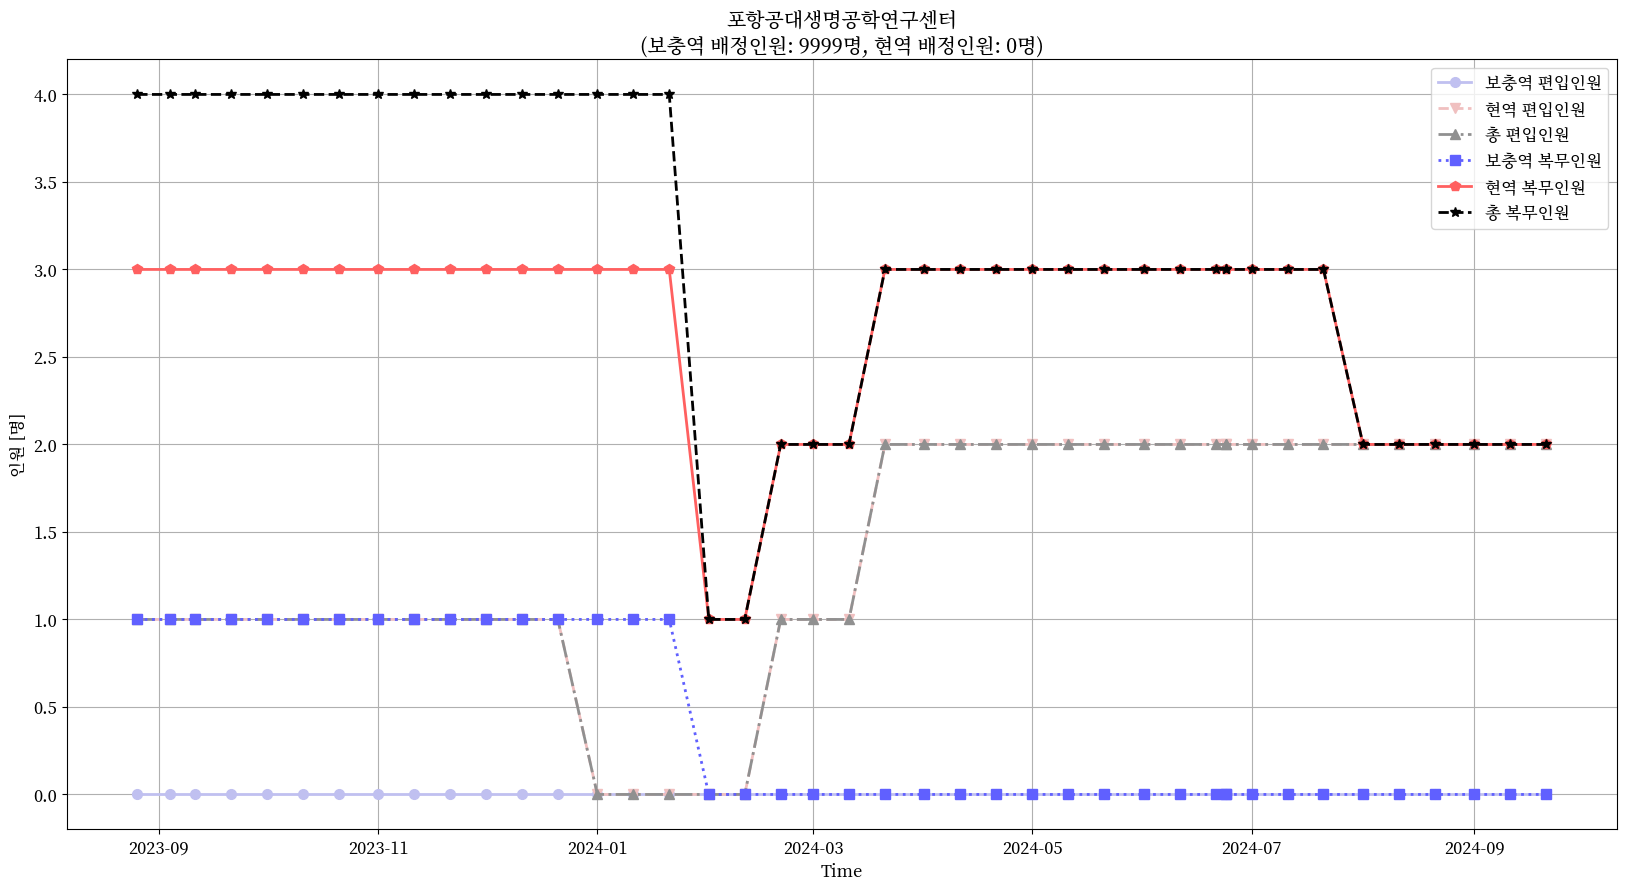 포항공대생명공학연구센터
(보충역 배정인원: 9999명, 현역 배정인원: 0명)
보충역 편입인원
현역 편입인원
총 편입인원
보충역 복무인원
현역 복무인원
총 복무인원
인원 [명]
4.0
3.5
3.0
2.5
2.0
1.5
1.0
0.5
0.0
2023-09
2023-11
2024-01
2024-03
2024-05
2024-07
2024-09
Time